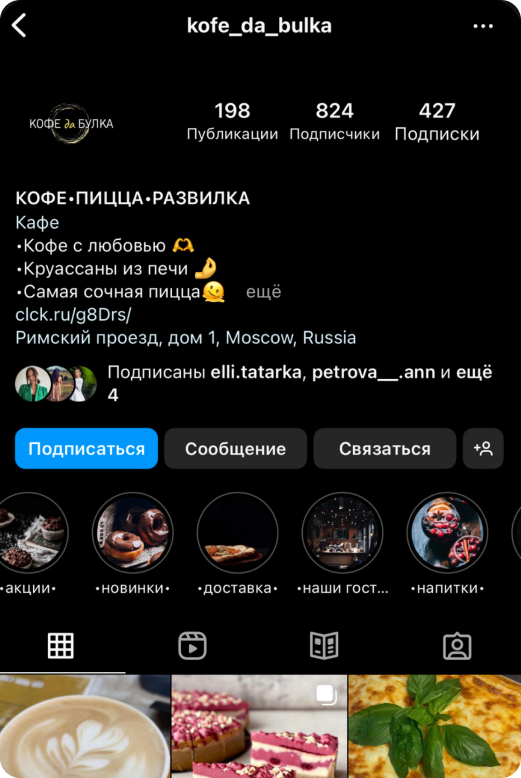 kofe_da_bulka
КОФЕ да БУЛКА
198 824 427
Публикации Подписчики Подписки
КОФЕ•ПИЦЦА•РАЗВИЛКА
Кафе
•Кофе с любовью 🫶
•Круассаны из печи 🤌
•Самая сочная пицца🫠 ещё
clck.ru/g8Drs/
Римский проезд, дом 1, Moscow, Russia
Подписаны elli.tatarka, petrova__.ann и ещё
4
Подписаться Сообщение Связаться
•акции• •новинки• •доставка• •наши гост... •напитки•